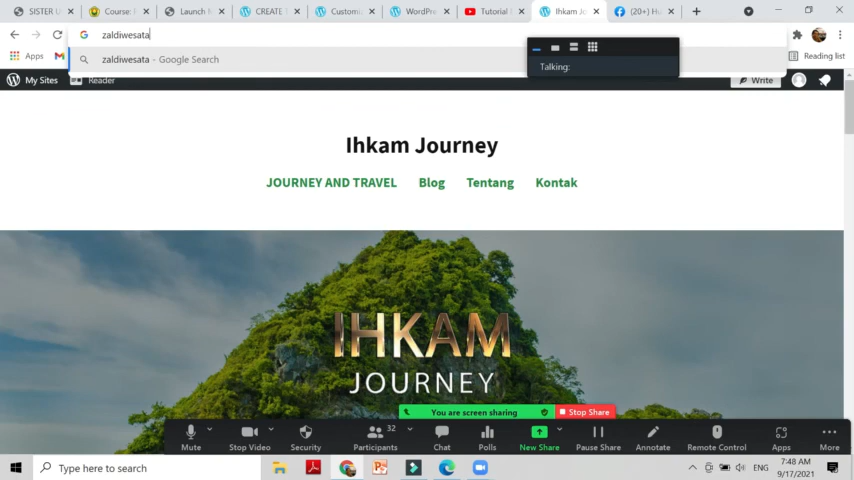 SISTER U
Course: M
Launch M
CREATE S
Customiz
WordPre
Tutorial
Ihkam Jo
(20+) Hu
zaldiwesata
Apps
Reading list
zaldiwesata - Google Search
Talking:
My Sites
Reader
Write
Ihkam Journey
JOURNEY AND TRAVEL
Blog
Tentang
Kontak
IHKAM
JOURNEY
You are screen sharing
Stop Share
32
Mute
Stop Video
Security
Participants
Chat
Polls
New Share
Pause Share
Annotate
Remote Control
Apps
More
Type here to search
ENG
7:48 AM
9/17/2021